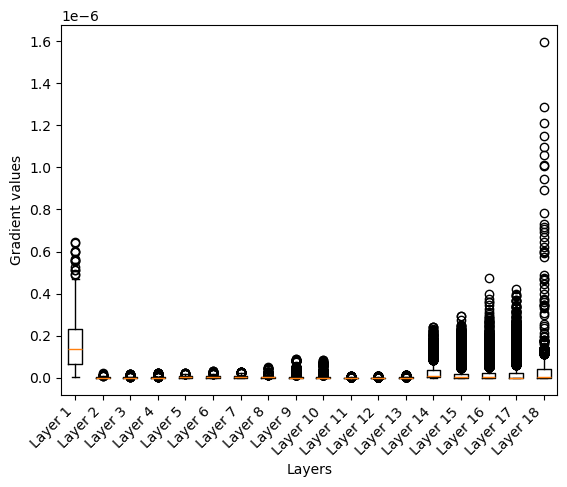 1e−6
1.6
1.4
1.2
1.0
0.8
0.6
0.4
0.2
0.0
Gradient values
Layer 1
Layer 2
Layer 3
Layer 4
Layer 5
Layer 6
Layer 7
Layer 8
Layer 9
Layer 10
Layer 11
Layer 12
Layer 13
Layer 14
Layer 15
Layer 16
Layer 17
Layer 18
Layers